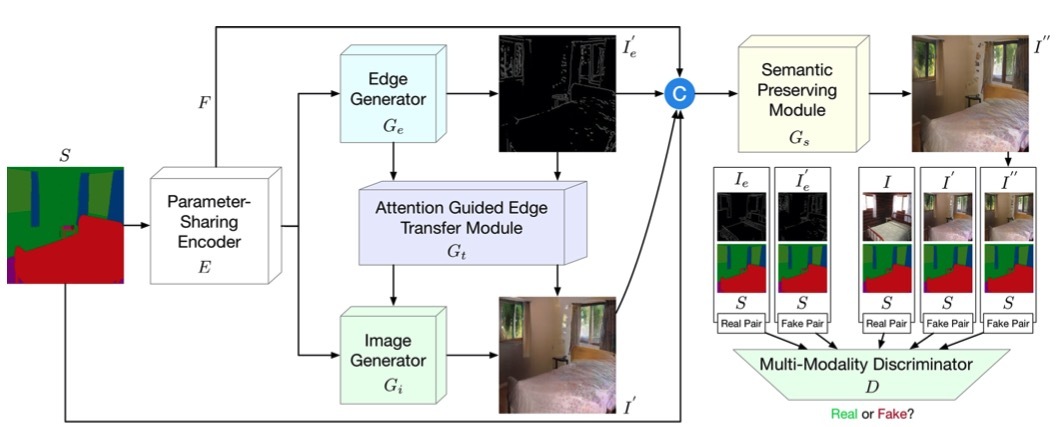 S
Parameter-
Sharing
Encoder
E
F
Edge
Generator
G_e
I_e'
Attention Guided Edge
Transfer Module
G_t
Image
Generator
G_i
I'
C
Semantic
Preserving
Module
G_s
I''
I_e
I_e'
I
I'
I''
S
S
S
S
S
Real Pair
Fake Pair
Real Pair
Fake Pair
Fake Pair
Multi-Modality Discriminator
D
Real or Fake?